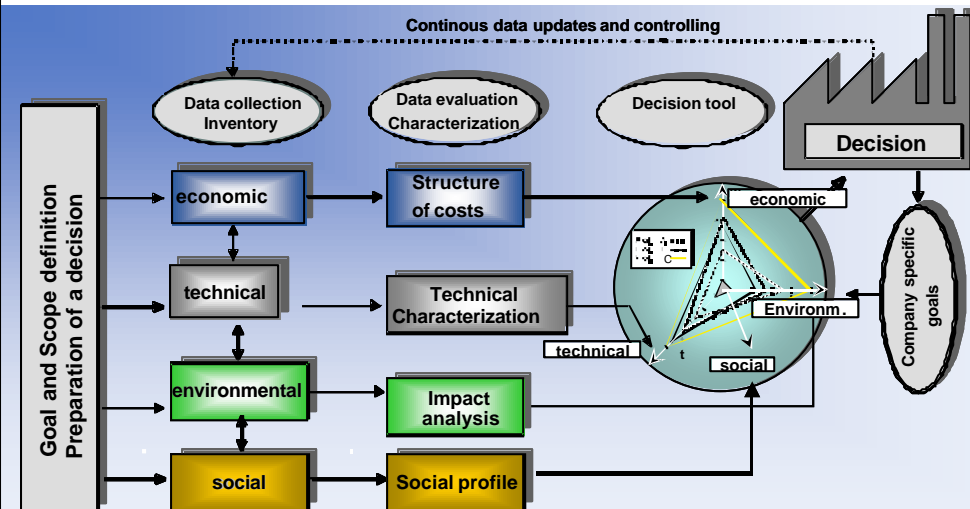 Continous data updates and controlling
Data collection
Inventory
Data evaluation
Characterization
Decision tool
Decision
Goal and Scope definition
Preparation of a decision
economic
Structure
of costs
economic
technical
Technical
Characterization
C
Environm.
technical
t
social
Company specific
goals
environmental
Impact
analysis
social
Social profile